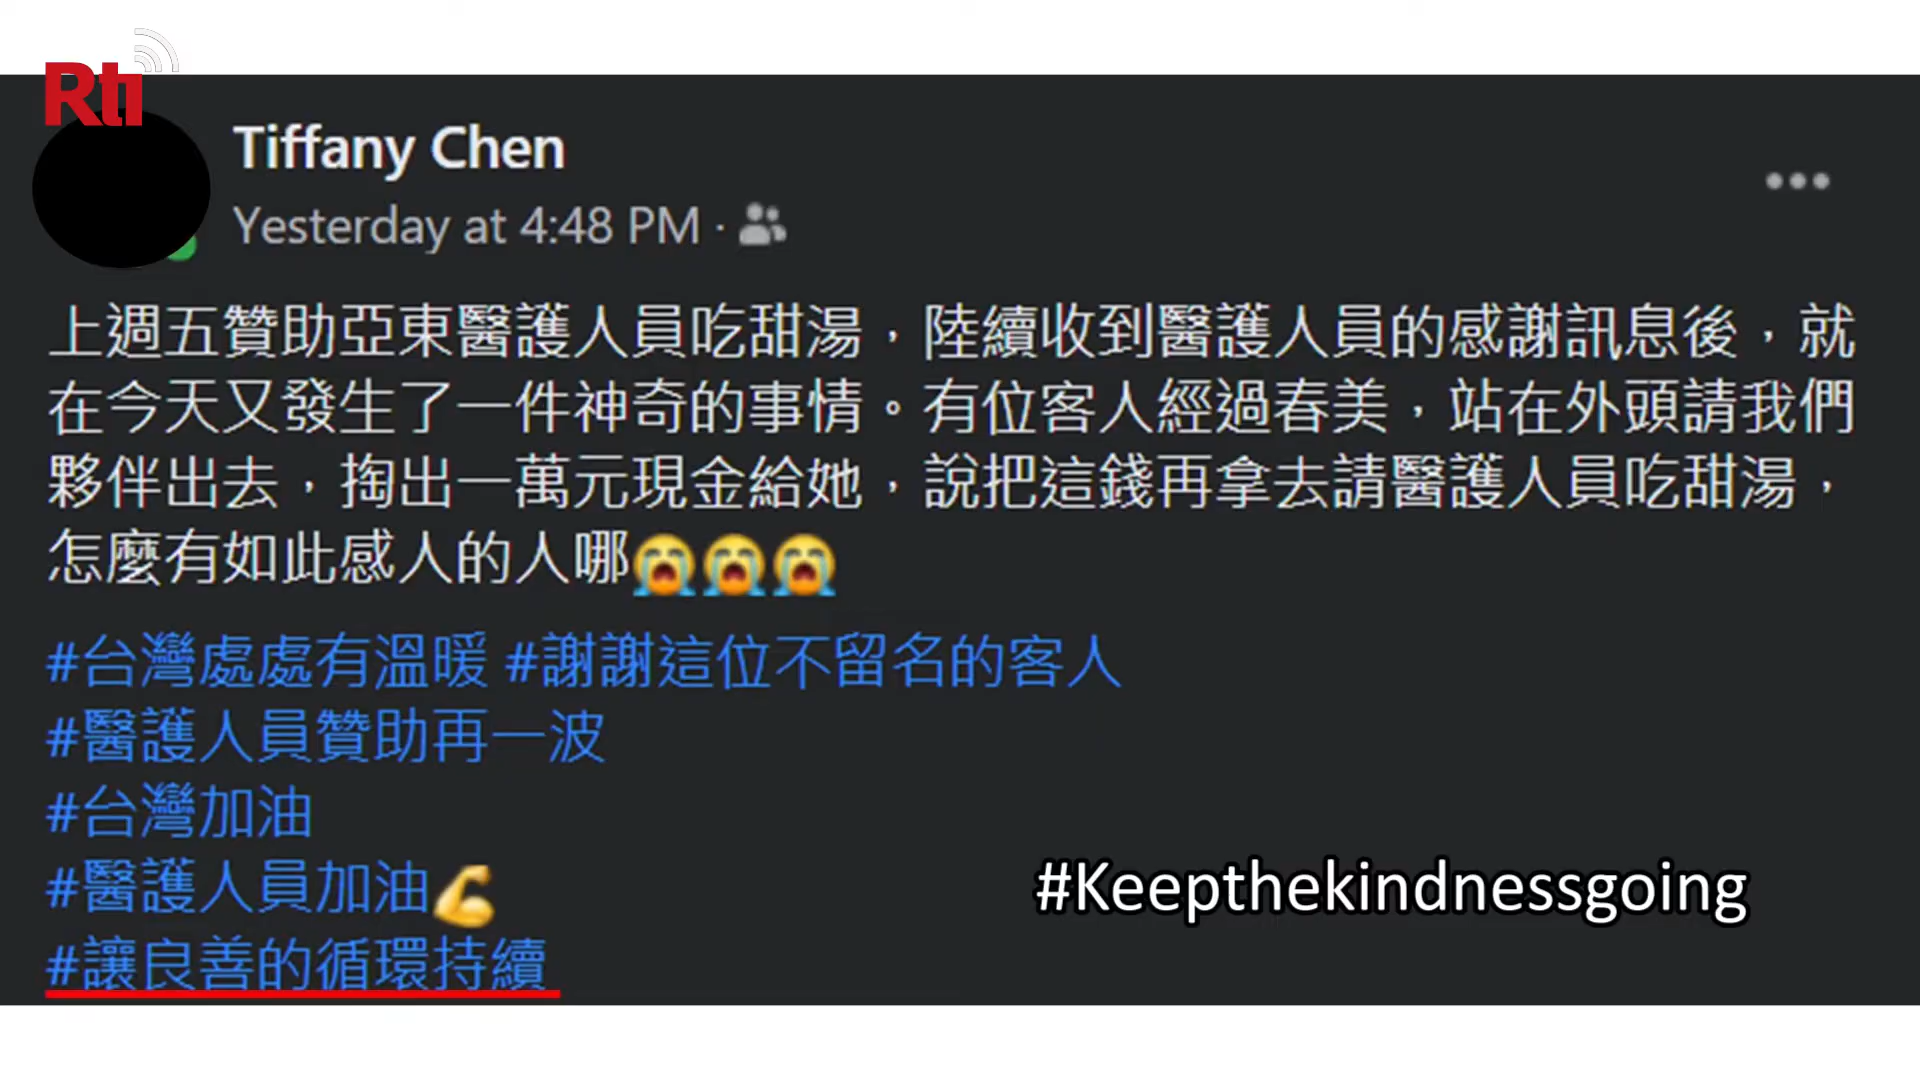 Rti
Tiffany Chen
Yesterday at 4:48 PM ·
上週五贊助亞東醫護人員吃甜湯，陸續收到醫護人員的感謝訊息後，就
在今天又發生了一件神奇的事情。有位客人經過春美，站在外頭請我們
夥伴出去，掏出一萬元現金給她，說把這錢再拿去請醫護人員吃甜湯，
怎麼有如此感人的人哪😭😭😭
#台灣處處有溫暖 #謝謝這位不留名的客人
#醫護人員贊助再一波
#台灣加油
#醫護人員加油💪
#Keepthekindnessgoing
#讓良善的循環持續